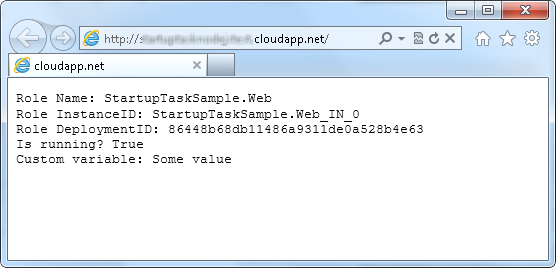 http://s .cloudapp.net/
cloudapp.net
Role Name: StartupTaskSample.Web
Role InstanceID: StartupTaskSample.Web_IN_0
Role DeploymentID: 86448b68db11486a9311de0a528b4e63
Is running? True
Custom variable: Some value